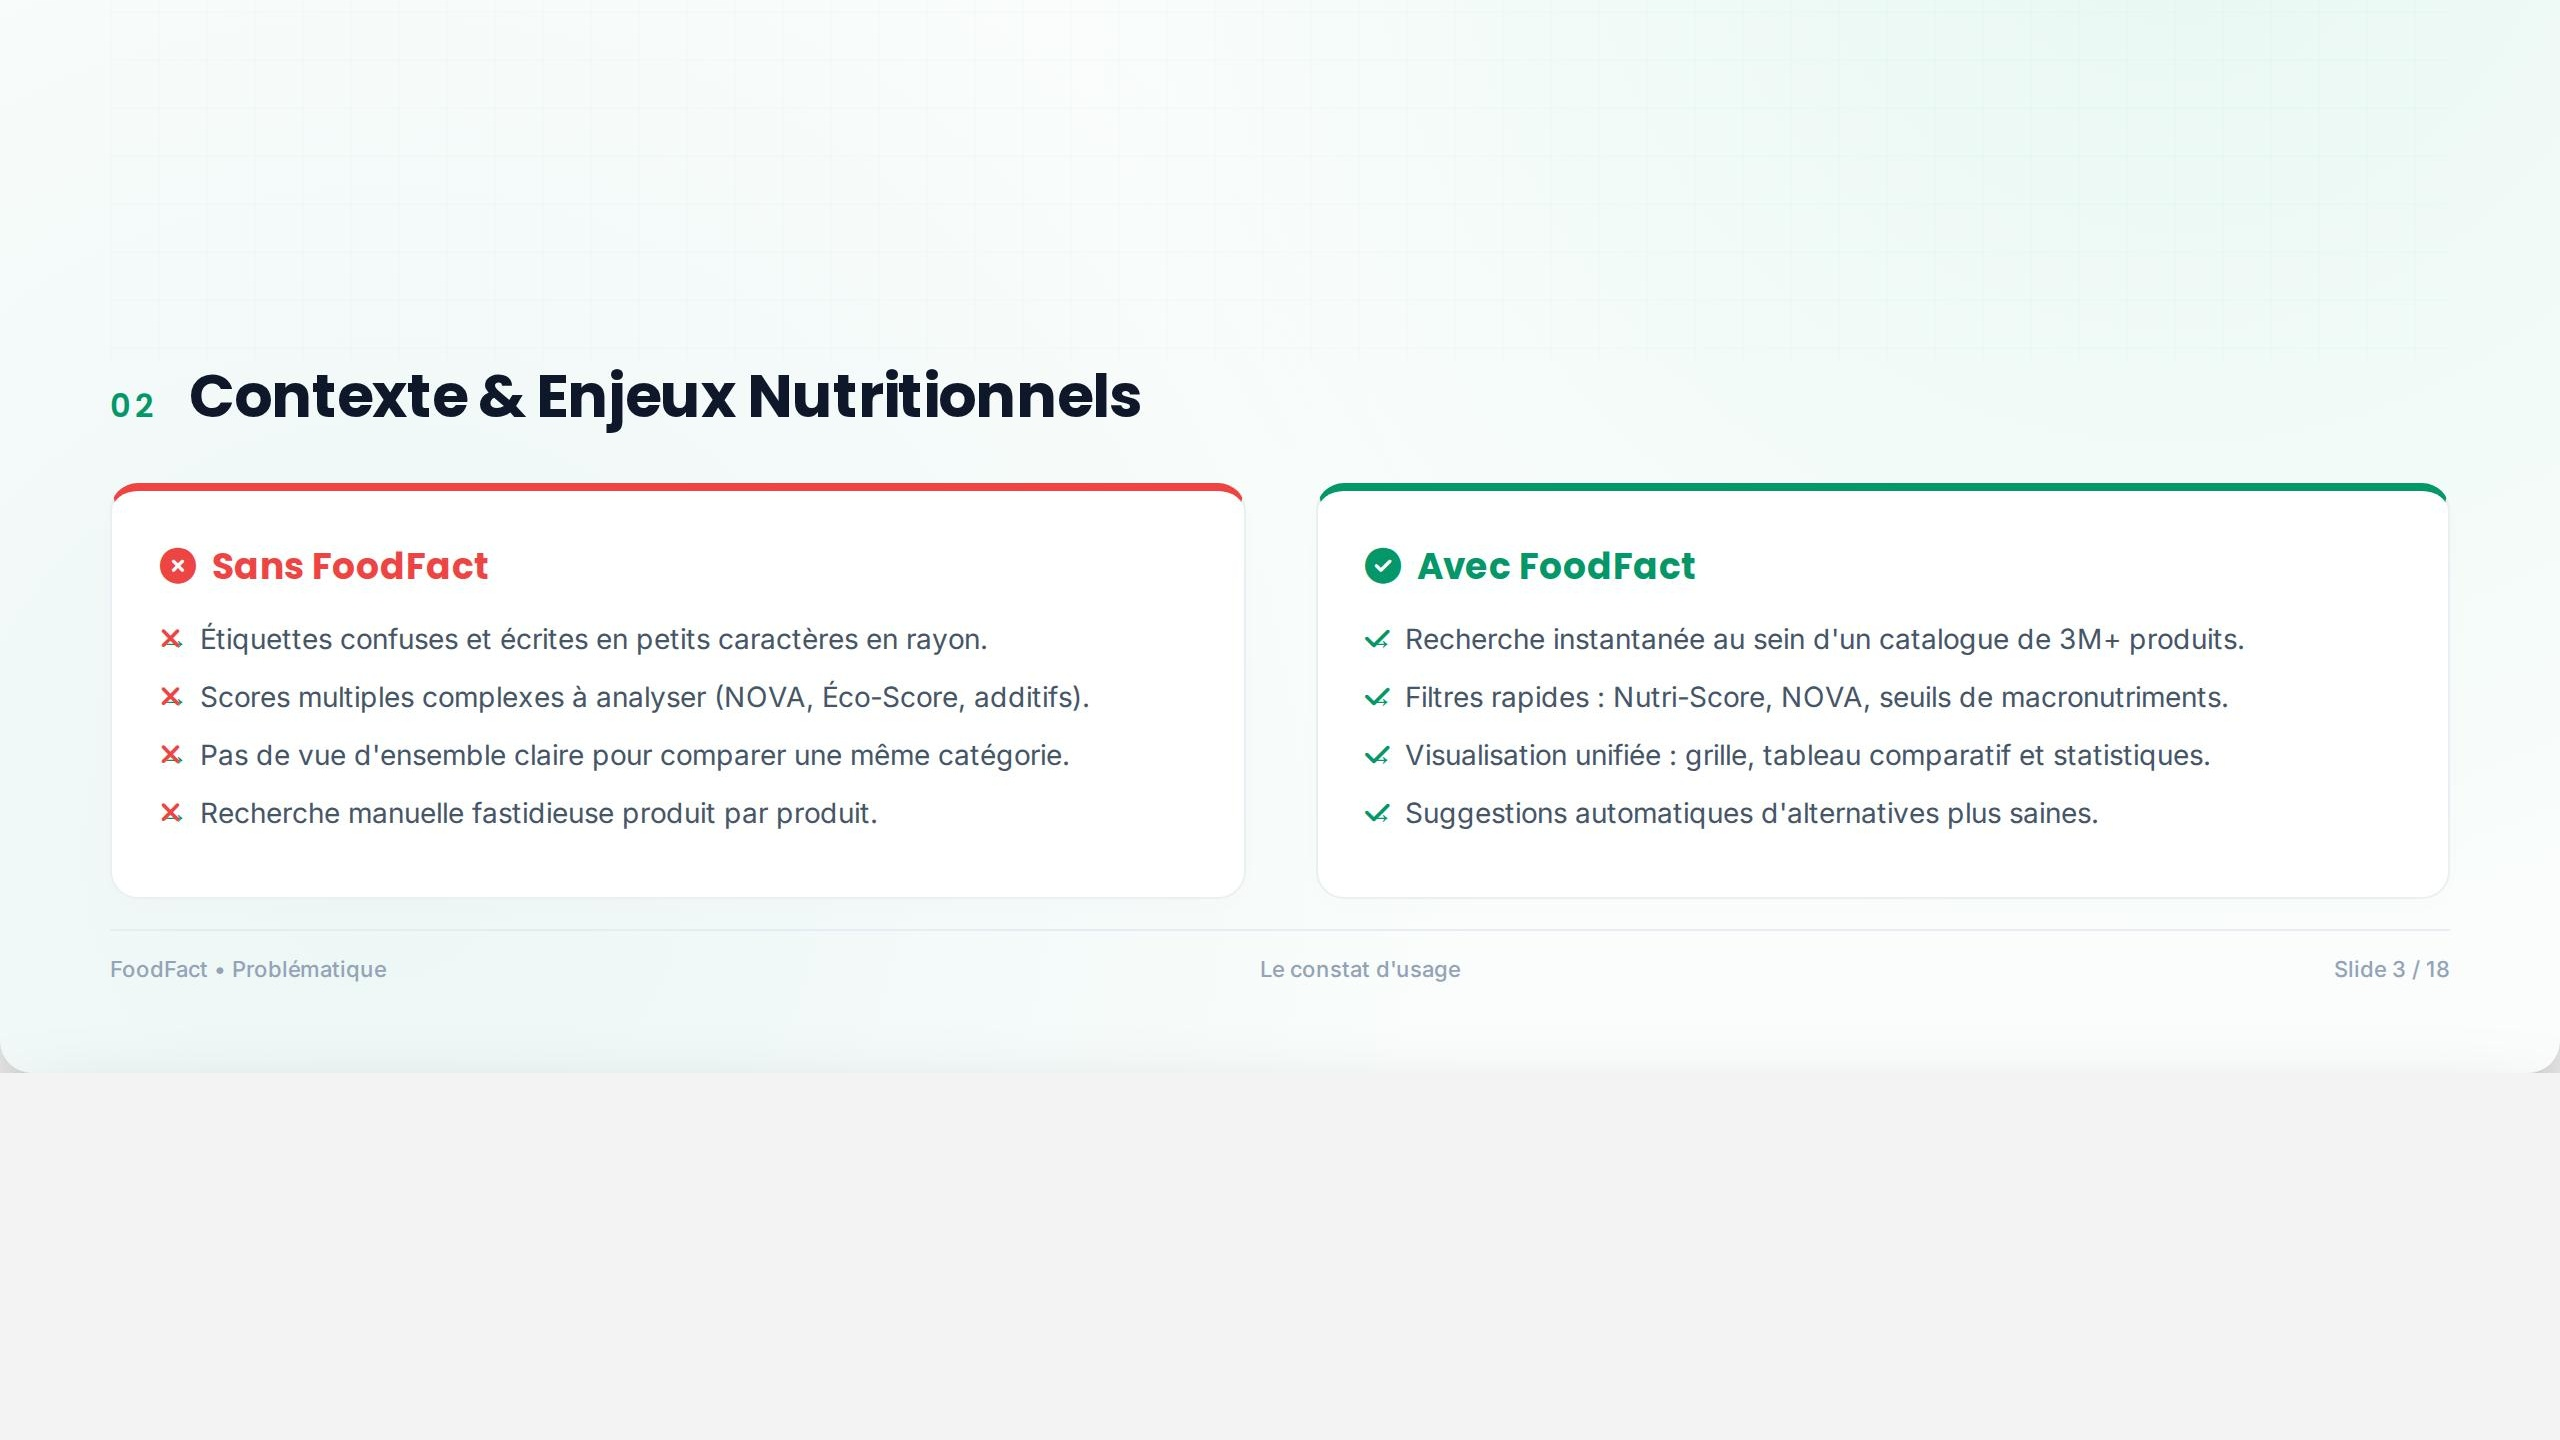 02 Contexte & Enjeux Nutritionnels
Sans FoodFact
Étiquettes confuses et écrites en petits caractères en rayon.
Scores multiples complexes à analyser (NOVA, Éco-Score, additifs).
Pas de vue d'ensemble claire pour comparer une même catégorie.
Recherche manuelle fastidieuse produit par produit.
Avec FoodFact
Recherche instantanée au sein d'un catalogue de 3M+ produits.
Filtres rapides : Nutri-Score, NOVA, seuils de macronutriments.
Visualisation unifiée : grille, tableau comparatif et statistiques.
Suggestions automatiques d'alternatives plus saines.
FoodFact • Problématique
Le constat d'usage
Slide 3 / 18